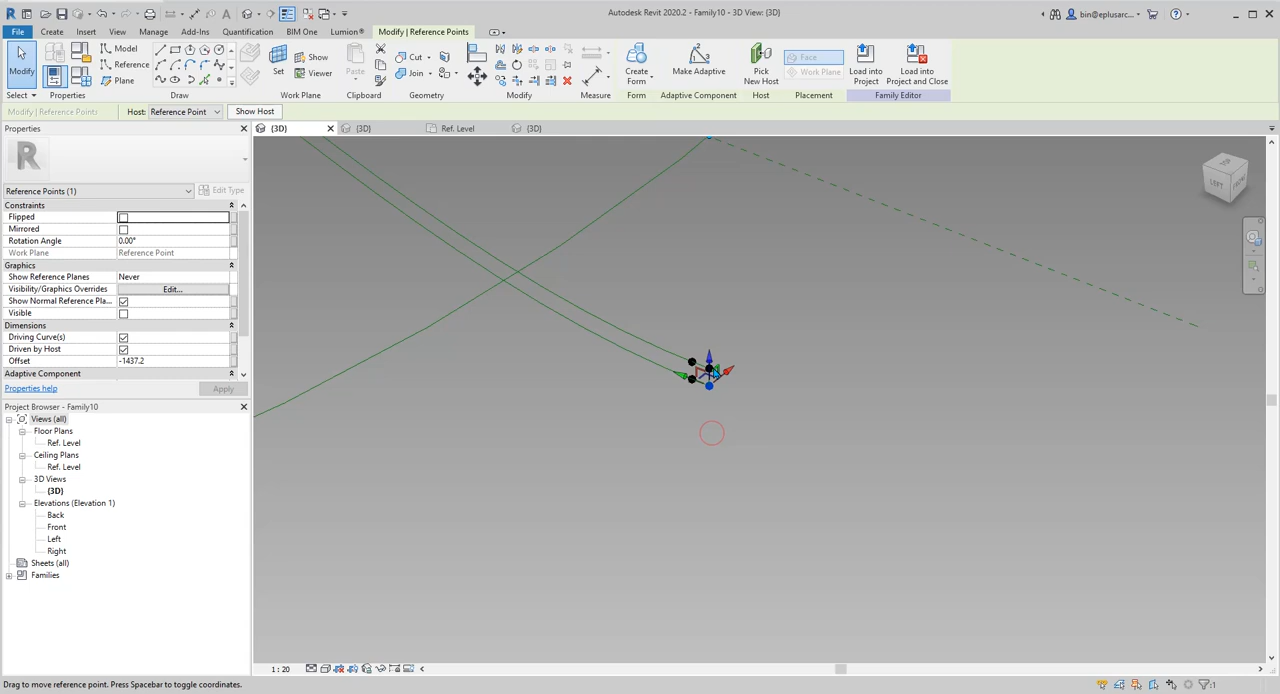 Autodesk Revit 2020.2 - Family10 - 3D View: {3D}
bin@eplusarc...
File Create Insert View Manage Add-Ins Quantification BIM One Lumion® Modify | Reference Points
Modify
Select
Properties
Model
Reference
Plane
Draw
Set
Show
Viewer
Work Plane
Paste
Clipboard
Cut
Join
Geometry
Modify
Measure
Create
Form
Form
Make Adaptive
Adaptive Component
Pick
New Host
Host
Face
Work Plane
Placement
Load into
Project
Load into
Project and Close
Family Editor
Modify | Reference Points Host: Reference Point Show Host
Properties
{3D} {3D} Ref. Level {3D}
Reference Points (1) Edit Type
Constraints
Flipped
Mirrored
Rotation Angle 0.00°
Work Plane Reference Point
Graphics
Show Reference Planes Never
Visibility/Graphics Overrides Edit...
Show Normal Reference Pla...
Visible
Dimensions
Driving Curve(s)
Driven by Host
Offset -1437.2
Adaptive Component
Properties help Apply
Project Browser - Family10
Views (all)
Floor Plans
Ref. Level
Ceiling Plans
Ref. Level
3D Views
{3D}
Elevations (Elevation 1)
Back
Front
Left
Right
Sheets (all)
Families
LEFT FRONT
1 : 20
Drag to move reference point. Press Spacebar to toggle coordinates.
:1